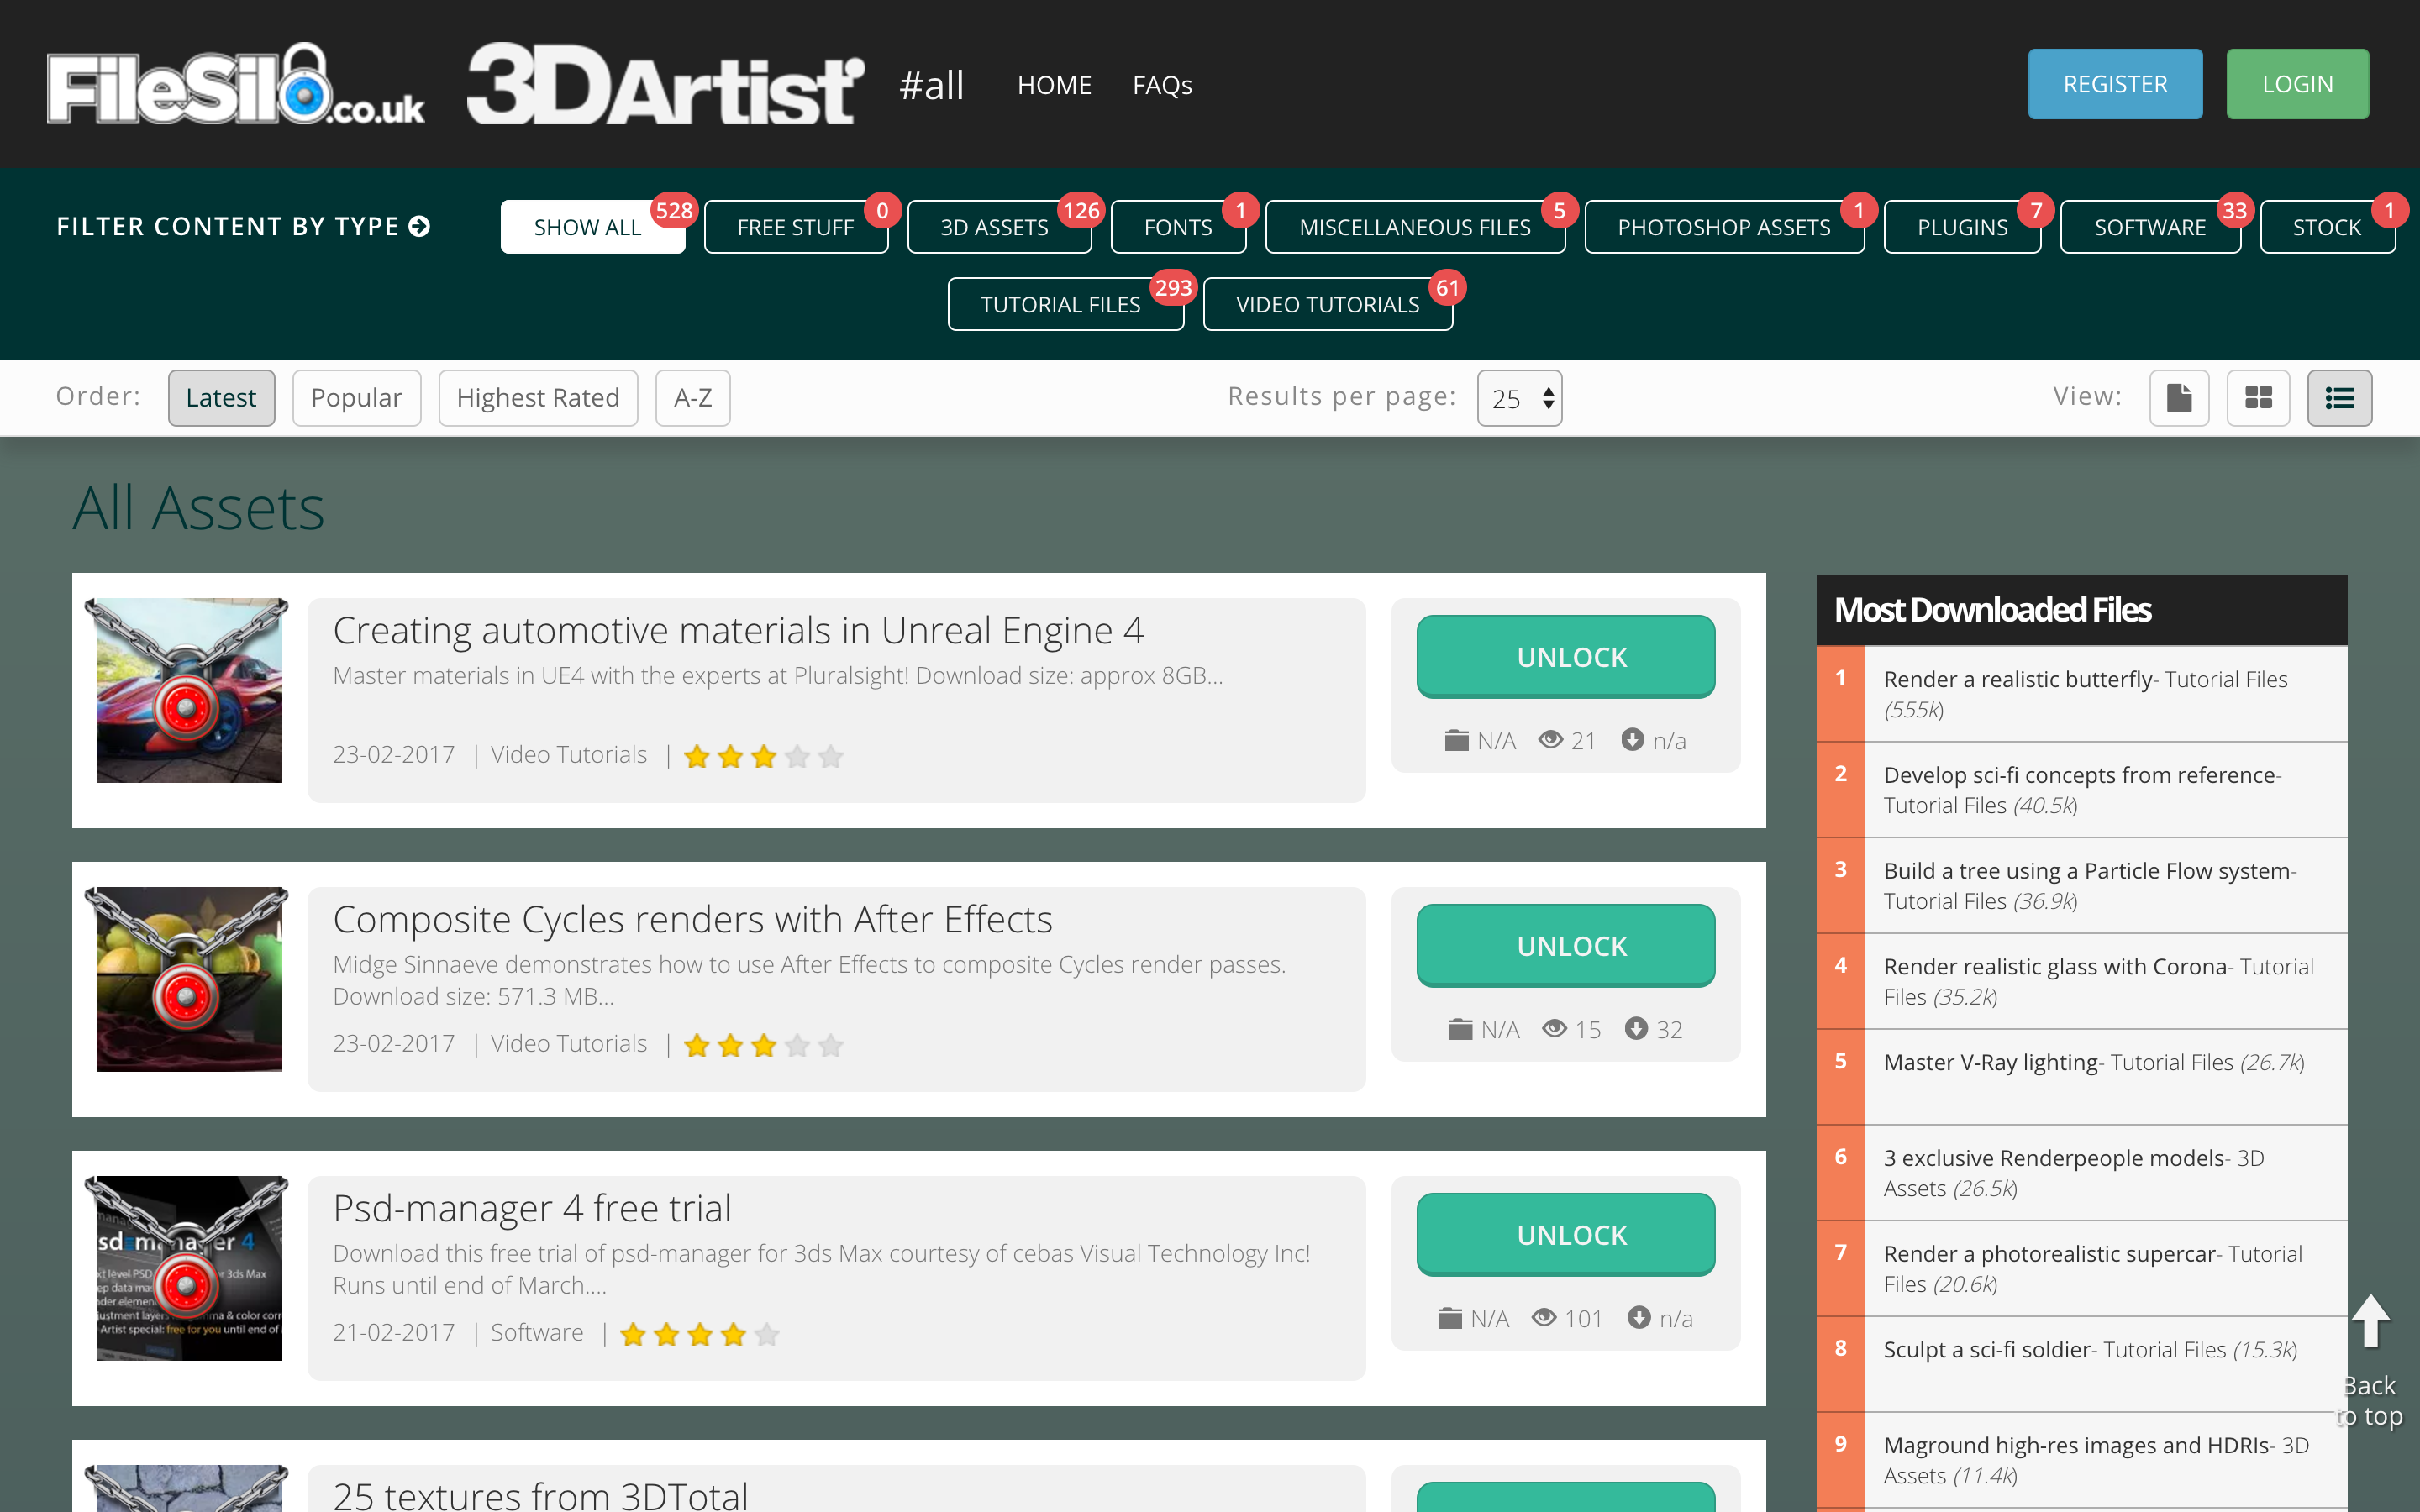 FileSilo.co.uk 3DArtist #all HOME FAQs REGISTER LOGIN
FILTER CONTENT BY TYPE SHOW ALL 528 FREE STUFF 0 3D ASSETS 126 FONTS 1 MISCELLANEOUS FILES 5 PHOTOSHOP ASSETS 1 PLUGINS 7 SOFTWARE 33 STOCK 1
TUTORIAL FILES 293 VIDEO TUTORIALS 61
Order: Latest Popular Highest Rated A-Z Results per page: 25 View:
All Assets
Creating automotive materials in Unreal Engine 4
Master materials in UE4 with the experts at Pluralsight! Download size: approx 8GB...
23-02-2017 | Video Tutorials |
UNLOCK
N/A 21 n/a
Composite Cycles renders with After Effects
Midge Sinnaeve demonstrates how to use After Effects to composite Cycles render passes.
Download size: 571.3 MB...
23-02-2017 | Video Tutorials |
UNLOCK
N/A 15 32
Psd-manager 4 free trial
Download this free trial of psd-manager for 3ds Max courtesy of cebas Visual Technology Inc!
Runs until end of March....
21-02-2017 | Software |
UNLOCK
N/A 101 n/a
25 textures from 3DTotal
Most Downloaded Files
1 Render a realistic butterfly- Tutorial Files
(555k)
2 Develop sci-fi concepts from reference-
Tutorial Files (40.5k)
3 Build a tree using a Particle Flow system-
Tutorial Files (36.9k)
4 Render realistic glass with Corona- Tutorial
Files (35.2k)
5 Master V-Ray lighting- Tutorial Files (26.7k)
6 3 exclusive Renderpeople models- 3D
Assets (26.5k)
7 Render a photorealistic supercar- Tutorial
Files (20.6k)
8 Sculpt a sci-fi soldier- Tutorial Files (15.3k)
9 Maground high-res images and HDRIs- 3D
Assets (11.4k)
Back
to top